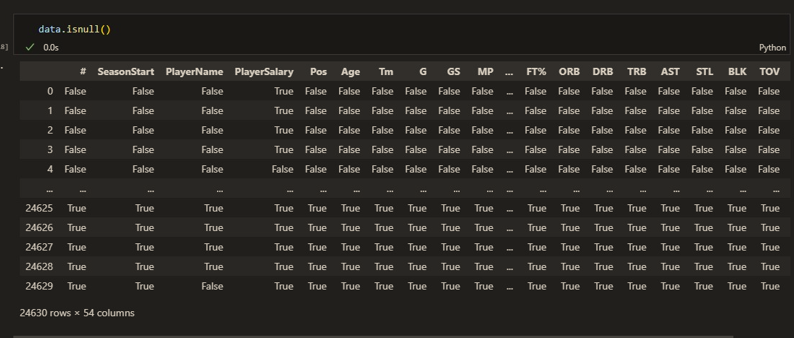 data.isnull()
8] 0.0s Python
# SeasonStart PlayerName PlayerSalary Pos Age Tm G GS MP ... FT% ORB DRB TRB AST STL BLK TOV
0 False False False True False False False False False False ... False False False False False False False False
1 False False False True False False False False False False ... False False False False False False False False
2 False False False True False False False False False False ... False False False False False False False False
3 False False False True False False False False False False ... False False False False False False False False
4 False False False False False False False False False False ... False False False False False False False False
... ... ... ... ... ... ... ... ... ... ... ... ... ... ... ... ... ... ... ...
24625 True True True True True True True True True True ... True True True True True True True True
24626 True True True True True True True True True True ... True True True True True True True True
24627 True True True True True True True True True True ... True True True True True True True True
24628 True True True True True True True True True True ... True True True True True True True True
24629 True True False True True True True True True True ... True True True True True True True True
24630 rows × 54 columns